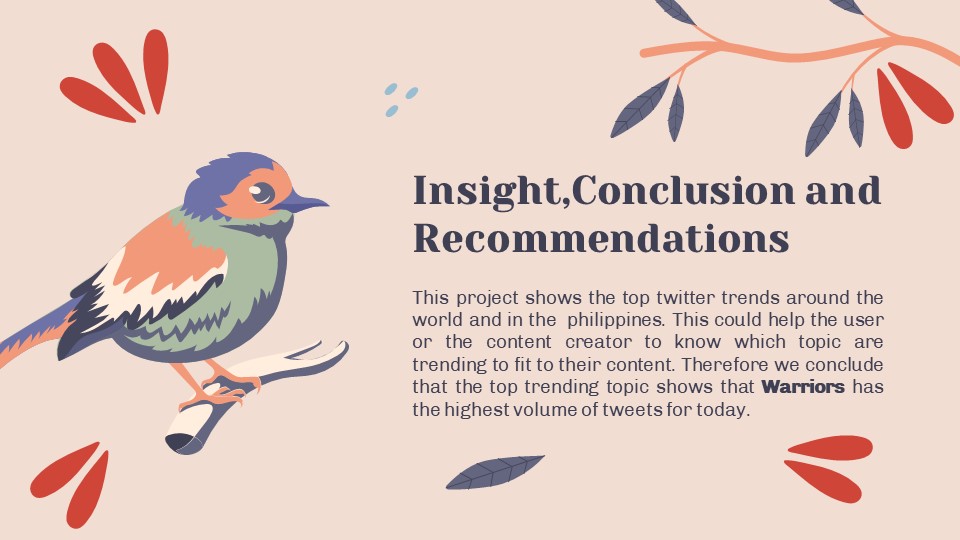 Insight,Conclusion and
Recommendations
This project shows the top twitter trends around the
world and in the philippines. This could help the user
or the content creator to know which topic are
trending to fit to their content. Therefore we conclude
that the top trending topic shows that Warriors has
the highest volume of tweets for today.